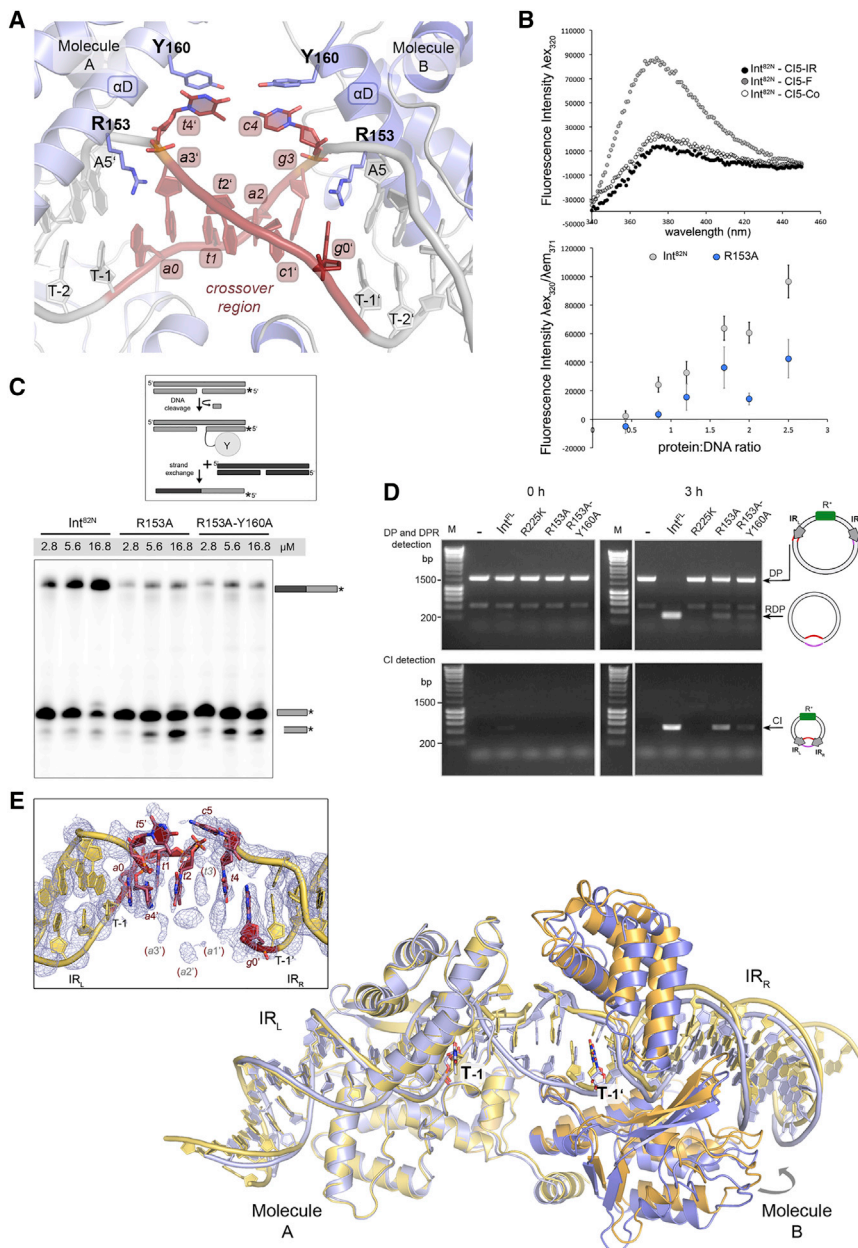 A
Molecule
A
Y160
Y160
Molecule
B
αD
αD
t4'
c4
R153
R153
A5'
a3'
g3
A5
t2'
a2
g0'
T-1
t1
T-2
a0
c1'
T-1'
crossover
region
T-2'
B
Fluorescence Intensity λex320
90000
70000
50000
30000
10000
-10000
-30000
-50000
340
360
380
400
420
440
460
wavelength (nm)
Int82N - CI5-IR
Int82N - CI5-F
Int82N - CI5-Co
Fluorescence Intensity λex320/λem371
120000
100000
80000
60000
40000
20000
0
-20000
Int82N
R153A
0.0
0.5
1.0
1.5
2.0
2.5
3.0
protein:DNA ratio
C
5'
5'
*5'
DNA
cleavage
5'
*5'
Y
strand
exchange
+
5'
5'
*5'
Int82N
R153A
R153A-Y160A
2.8 5.6 16.8 2.8 5.6 16.8 2.8 5.6 16.8 μM
*
*
*
D
0 h
3 h
DP and DPR
detection
M
–
IntFL
R225K
R153A
R153A-
Y160A
M
–
IntFL
R225K
R153A
R153A-
Y160A
bp
1500
200
DP
RDP
CI detection
bp
1500
200
CI
R+
IR
IR
R+
IRL
IRR
E
t5'
c5
a0
t1
t2
(t3)
t4
T-1
a4'
(a3')
(a1')
(a2')
g0'
T-1'
IRL
IRR
IRL
IRR
T-1
T-1'
Molecule
A
Molecule
B